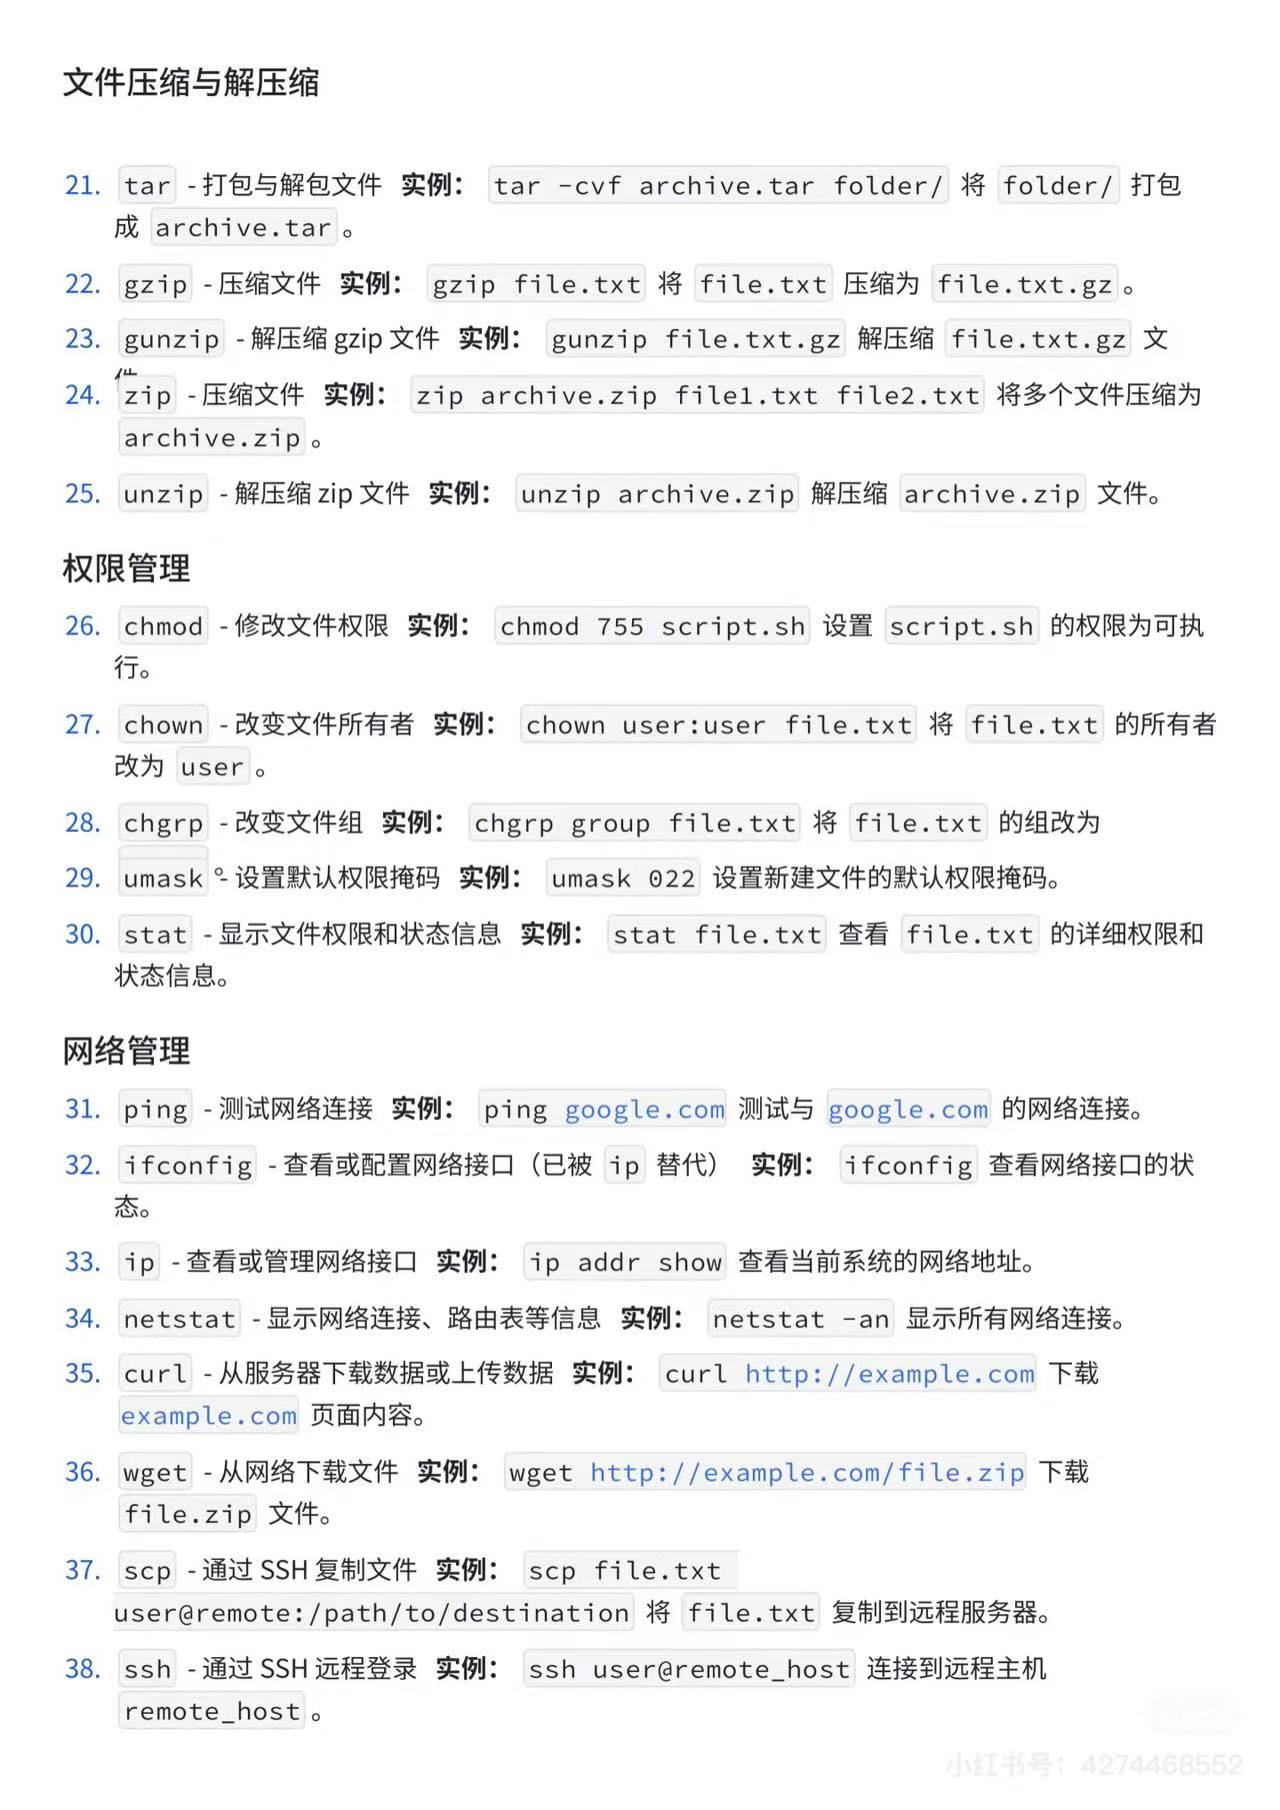 文件压缩与解压缩
21. tar - 打包与解包文件 实例： tar -cvf archive.tar folder/ 将 folder/ 打包
成 archive.tar 。
22. gzip - 压缩文件 实例： gzip file.txt 将 file.txt 压缩为 file.txt.gz 。
23. gunzip - 解压缩 gzip 文件 实例： gunzip file.txt.gz 解压缩 file.txt.gz 文
件
24. zip - 压缩文件 实例： zip archive.zip file1.txt file2.txt 将多个文件压缩为
archive.zip 。
25. unzip - 解压缩 zip 文件 实例： unzip archive.zip 解压缩 archive.zip 文件。
权限管理
26. chmod - 修改文件权限 实例： chmod 755 script.sh 设置 script.sh 的权限为可执
行。
27. chown - 改变文件所有者 实例： chown user:user file.txt 将 file.txt 的所有者
改为 user 。
28. chgrp - 改变文件组 实例： chgrp group file.txt 将 file.txt 的组改为
29. umask - 设置默认权限掩码 实例： umask 022 设置新建文件的默认权限掩码。
30. stat - 显示文件权限和状态信息 实例： stat file.txt 查看 file.txt 的详细权限和
状态信息。
网络管理
31. ping - 测试网络连接 实例： ping google.com 测试与 google.com 的网络连接。
32. ifconfig - 查看或配置网络接口（已被 ip 替代） 实例： ifconfig 查看网络接口的状
态。
33. ip - 查看或管理网络接口 实例： ip addr show 查看当前系统的网络地址。
34. netstat - 显示网络连接、路由表等信息 实例： netstat -an 显示所有网络连接。
35. curl - 从服务器下载数据或上传数据 实例： curl http://example.com 下载
example.com 页面内容。
36. wget - 从网络下载文件 实例： wget http://example.com/file.zip 下载
file.zip 文件。
37. scp - 通过 SSH 复制文件 实例： scp file.txt
user@remote:/path/to/destination 将 file.txt 复制到远程服务器。
38. ssh - 通过 SSH 远程登录 实例： ssh user@remote_host 连接到远程主机
remote_host 。
小红书号：4274468552